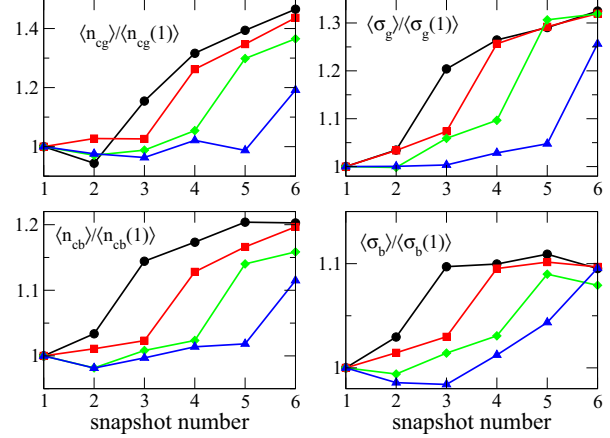 ⟨n_cg⟩/⟨n_cg(1)⟩
1.4
1.2
1
1 2 3 4 5 6
⟨σ_g⟩/⟨σ_g(1)⟩
1.3
1.2
1.1
1
1 2 3 4 5 6
⟨n_cb⟩/⟨n_cb(1)⟩
1.2
1.1
1
1 2 3 4 5 6
snapshot number
⟨σ_b⟩/⟨σ_b(1)⟩
1.1
1
1 2 3 4 5 6
snapshot number